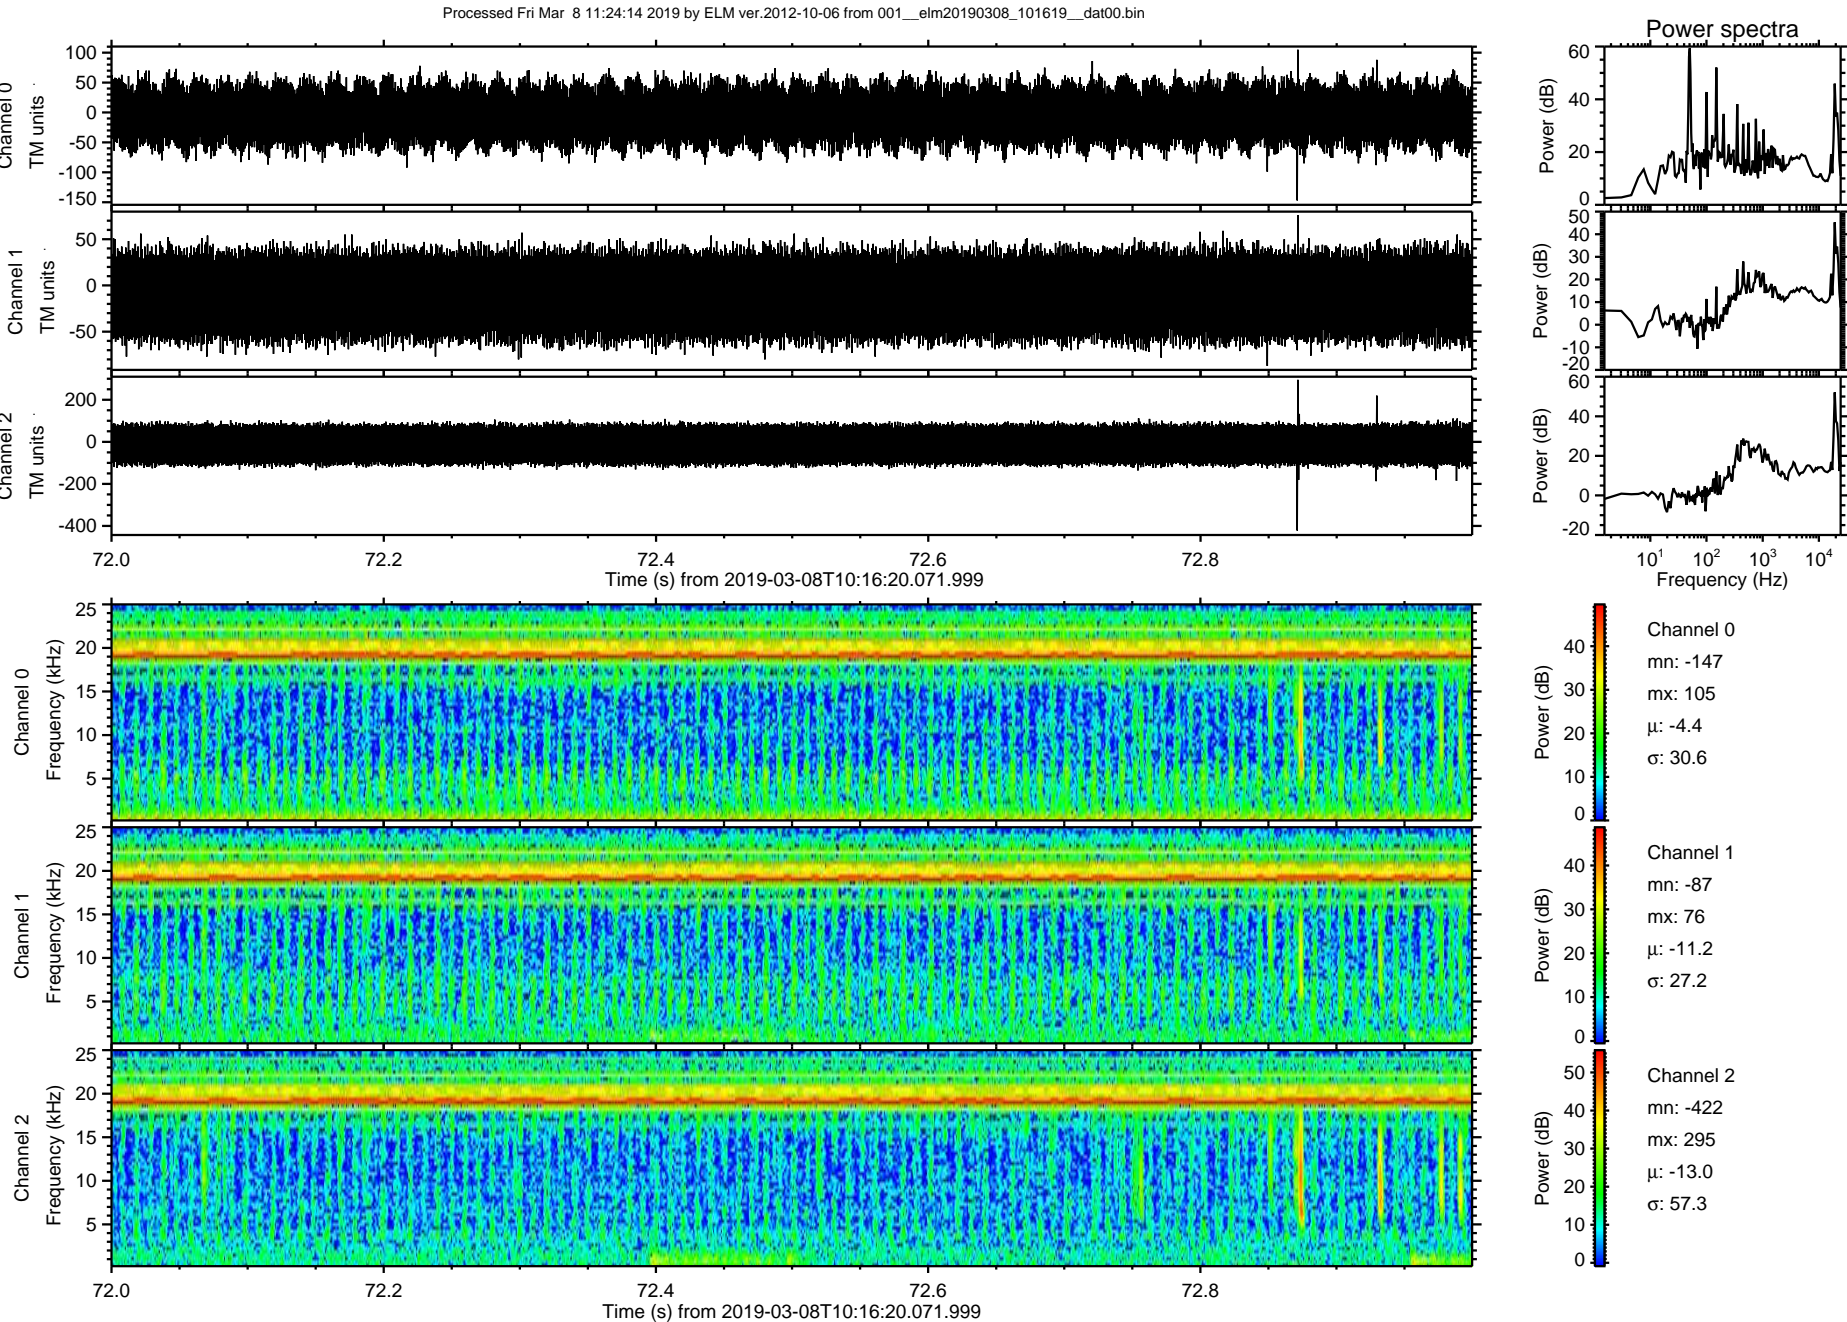 Processed Fri Mar  8 11:24:14 2019 by ELM ver.2012-10-06 from 001__elm20190308_101619__dat00.bin
Power spectra
Channel 0
TM units
100
50
0
-50
-100
-150
Power (dB)
60
40
20
0
Channel 1
TM units
50
0
-50
Power (dB)
50
40
30
20
10
0
-10
-20
Channel 2
TM units
200
0
-200
-400
Power (dB)
60
40
20
0
-20
72.0 72.2 72.4 72.6 72.8
Time (s) from 2019-03-08T10:16:20.071.999
10¹ 10² 10³ 10⁴
Frequency (Hz)
Channel 0
Frequency (kHz)
25
20
15
10
5
Power (dB)
40
30
20
10
0
Channel 0
mn: -147
mx: 105
μ: -4.4
σ: 30.6
Channel 1
Frequency (kHz)
25
20
15
10
5
Power (dB)
40
30
20
10
0
Channel 1
mn: -87
mx: 76
μ: -11.2
σ: 27.2
Channel 2
Frequency (kHz)
25
20
15
10
5
Power (dB)
50
40
30
20
10
0
Channel 2
mn: -422
mx: 295
μ: -13.0
σ: 57.3
72.0 72.2 72.4 72.6 72.8
Time (s) from 2019-03-08T10:16:20.071.999